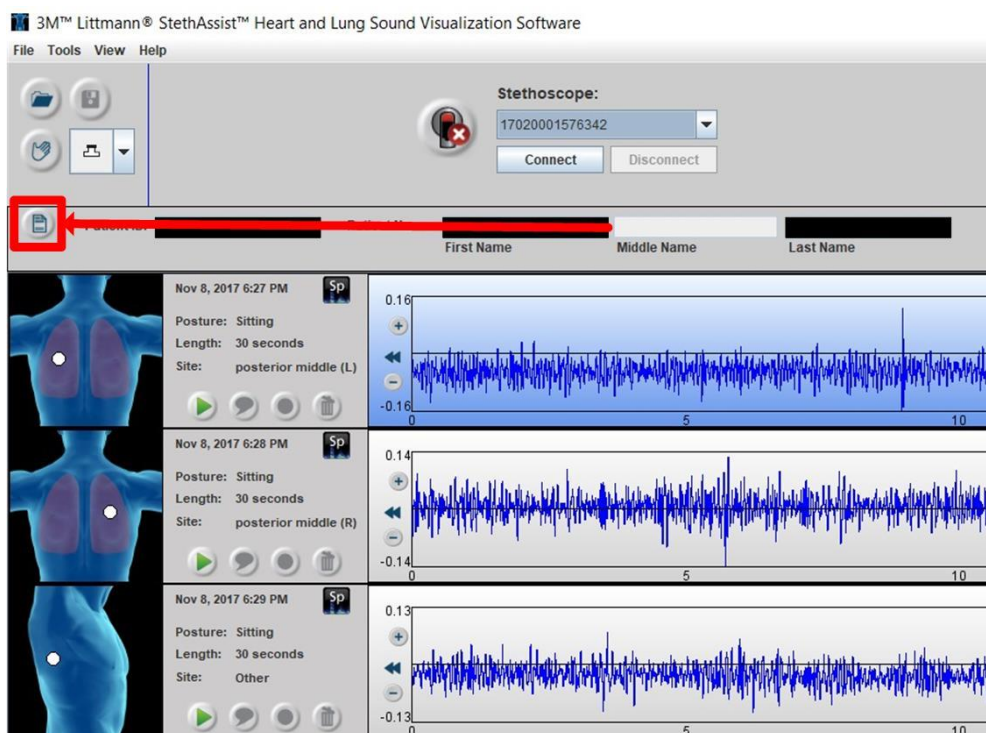 3M™ Littmann® StethAssist™ Heart and Lung Sound Visualization Software
File Tools View Help
Stethoscope:
17020001576342
Connect Disconnect
First Name Middle Name Last Name
Nov 8, 2017 6:27 PM Sp
Posture: Sitting
Length: 30 seconds
Site: posterior middle (L)
0.16
-0.16
0 5 10
Nov 8, 2017 6:28 PM Sp
Posture: Sitting
Length: 30 seconds
Site: posterior middle (R)
0.14
-0.14
0 5 10
Nov 8, 2017 6:29 PM Sp
Posture: Sitting
Length: 30 seconds
Site: Other
0.13
-0.13
0 5 10